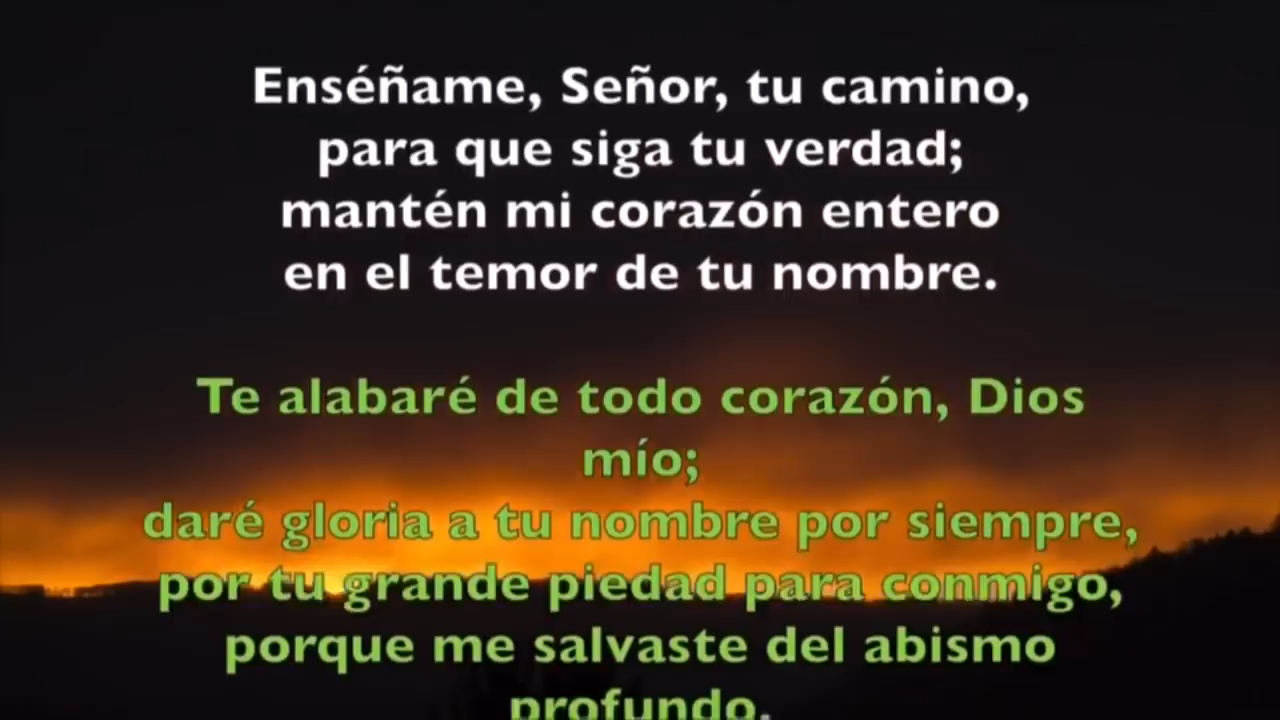 Enséñame, Señor, tu camino,
para que siga tu verdad;
mantén mi corazón entero
en el temor de tu nombre.
Te alabaré de todo corazón, Dios
mío;
daré gloria a tu nombre por siempre,
por tu grande piedad para conmigo,
porque me salvaste del abismo
profundo.